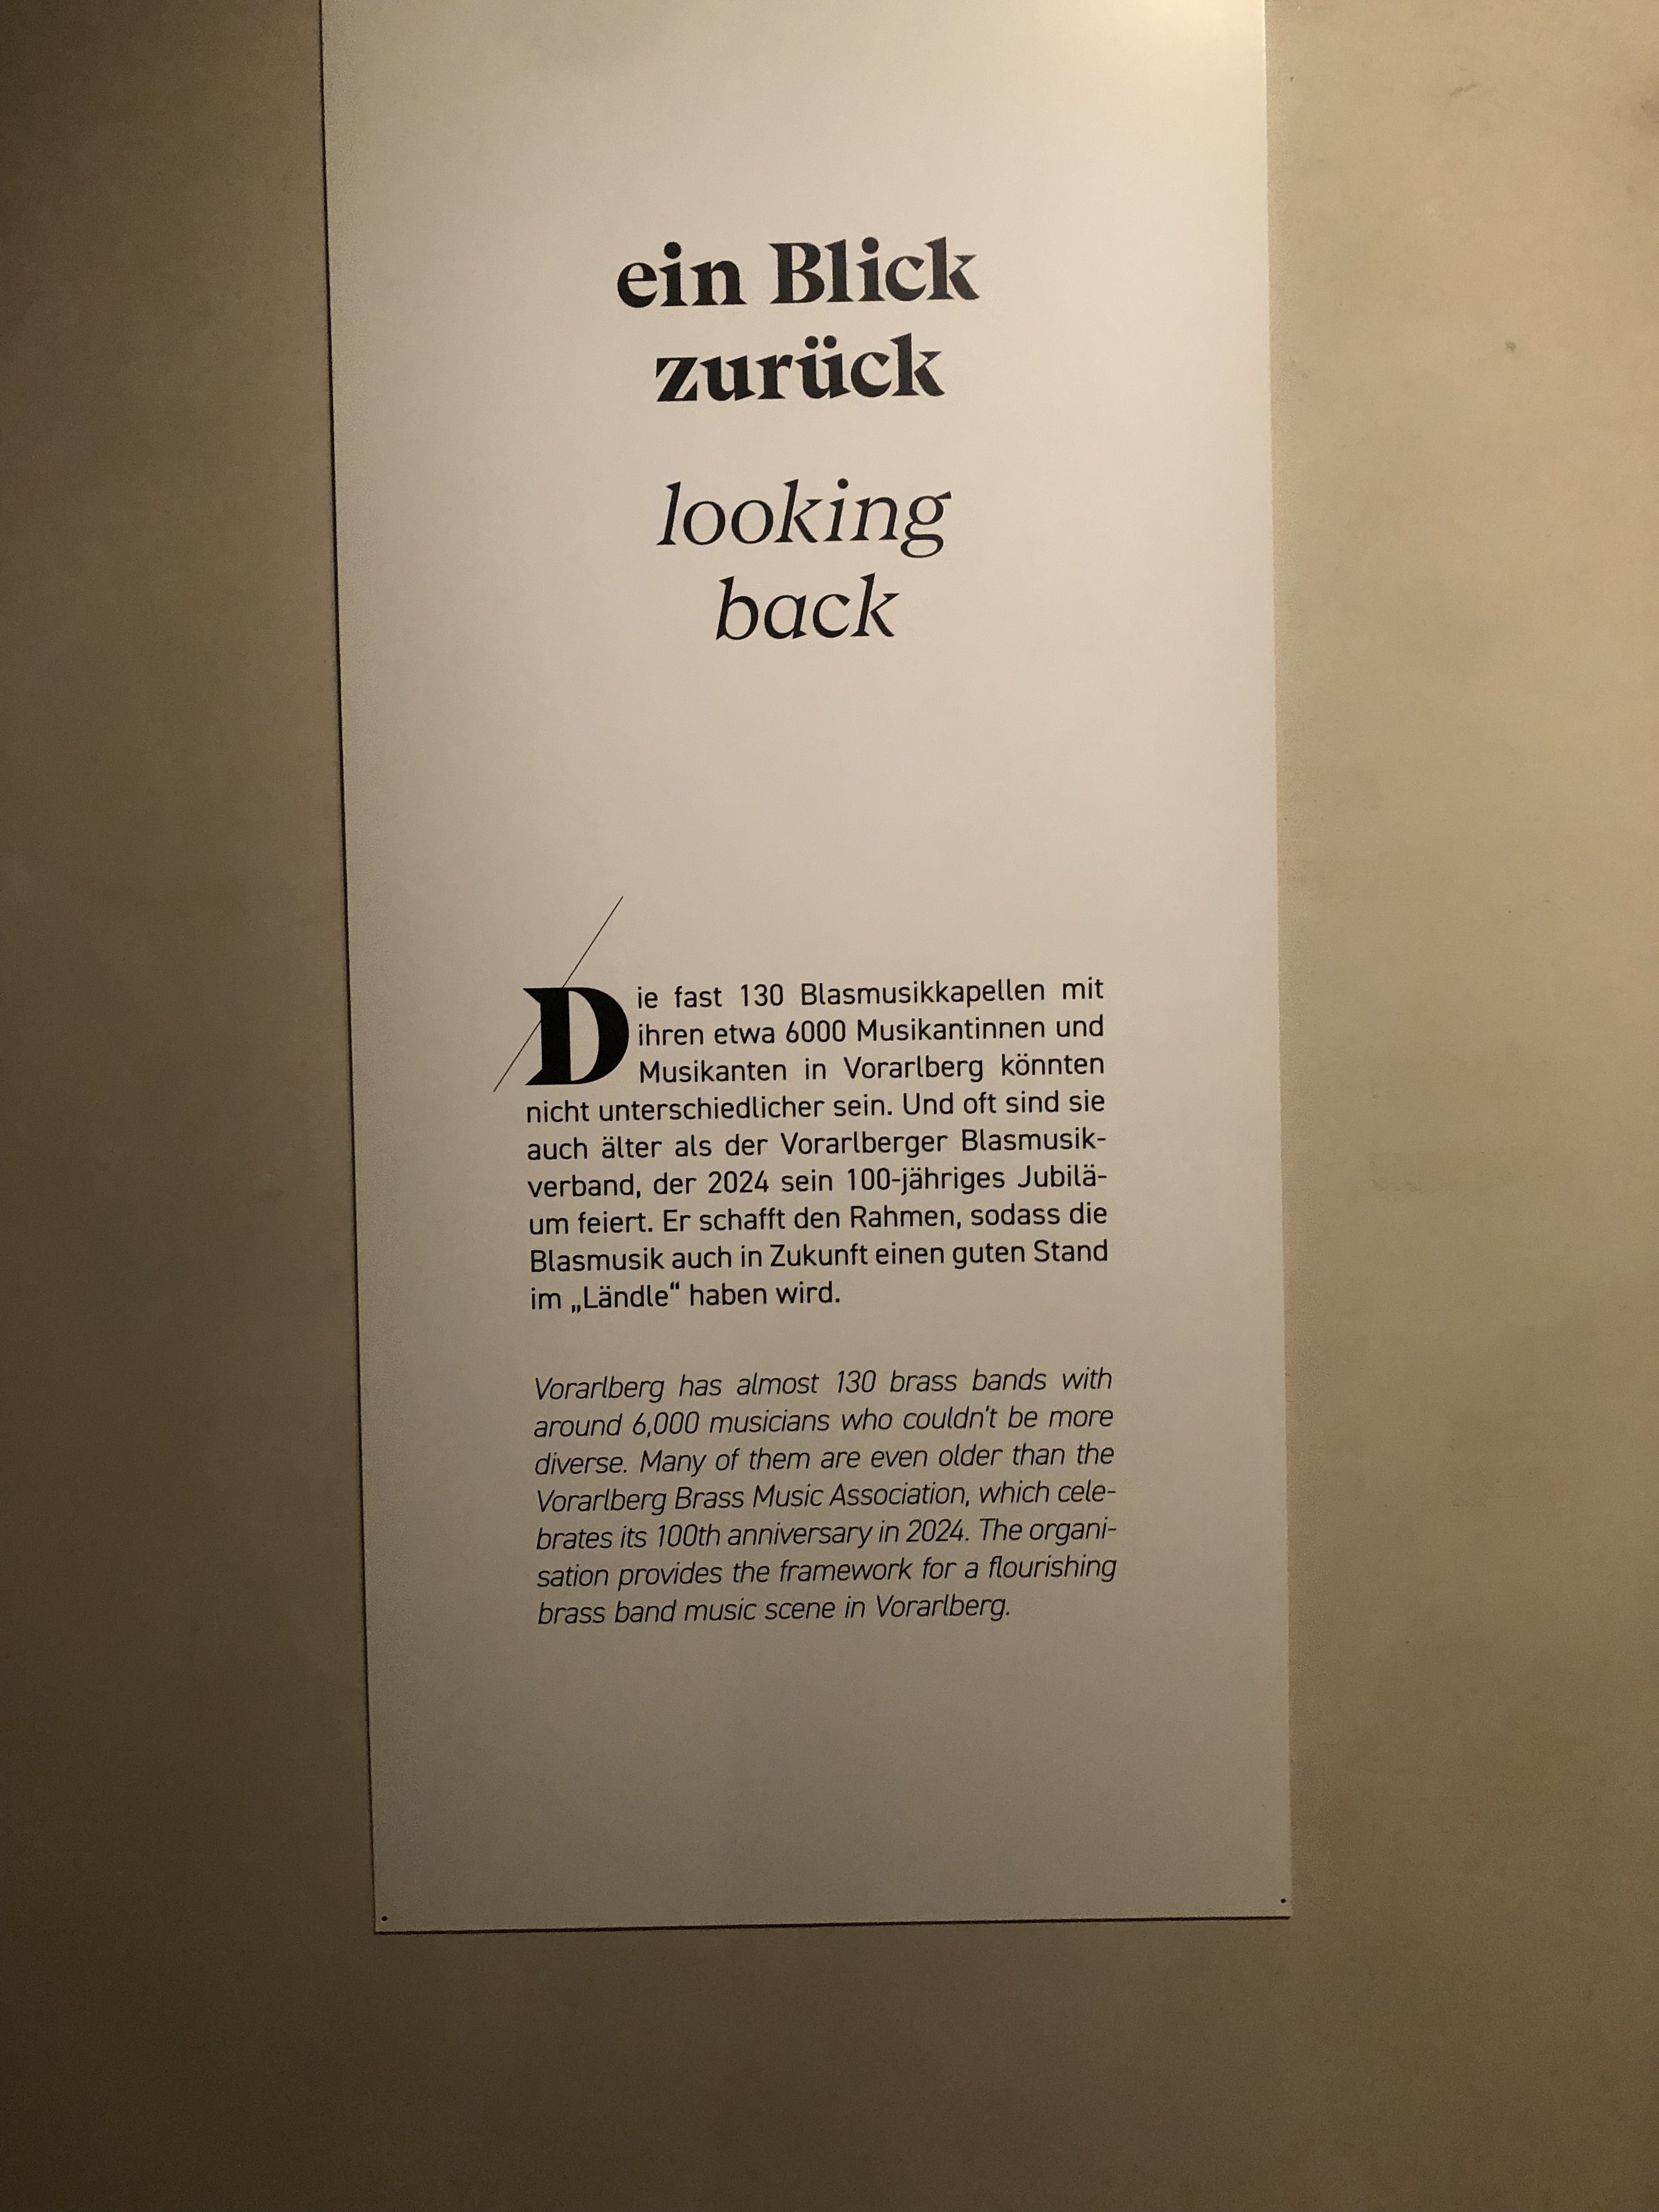 ein Blick
zurück
looking
back
Die fast 130 Blasmusikkapellen mit
ihren etwa 6000 Musikantinnen und
Musikanten in Vorarlberg könnten
nicht unterschiedlicher sein. Und oft sind sie
auch älter als der Vorarlberger Blasmusik-
verband, der 2024 sein 100-jähriges Jubilä-
um feiert. Er schafft den Rahmen, sodass die
Blasmusik auch in Zukunft einen guten Stand
im „Ländle“ haben wird.
Vorarlberg has almost 130 brass bands with
around 6,000 musicians who couldn't be more
diverse. Many of them are even older than the
Vorarlberg Brass Music Association, which cele-
brates its 100th anniversary in 2024. The organi-
sation provides the framework for a flourishing
brass band music scene in Vorarlberg.